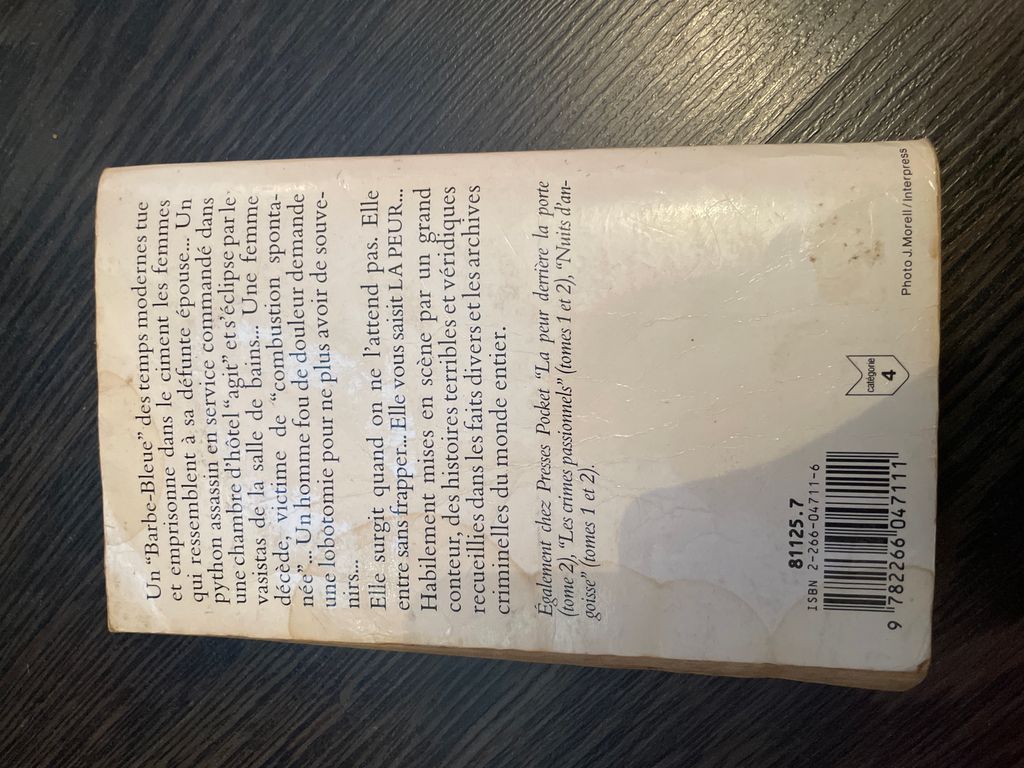 Un “Barbe-Bleue” des temps modernes tue
et emprisonne dans le ciment les femmes
qui ressemblent à sa défunte épouse... Un
python assassin en service commandé dans
une chambre d’hôtel “agit” et s’éclipse par le
vasistas de la salle de bains... Une femme
décède, victime de “combustion sponta-
née”... Un homme fou de douleur demande
une lobotomie pour ne plus avoir de souve-
nirs...
Elle surgit quand on ne l’attend pas. Elle
entre sans frapper... Elle vous saisit LA PEUR...
Habilement mises en scène par un grand
conteur, des histoires terribles et véridiques
recueillies dans les faits divers et les archives
criminelles du monde entier.
Également chez Presses Pocket “La peur derrière la porte
(tome 2), “Les crimes passionnels” (tomes 1 et 2), “Nuits d’an-
goisse” (tomes 1 et 2).
81125.7
ISBN 2-266-04711-6
9 782266 047111
catégorie
4
Photo J. Morell / Interpress